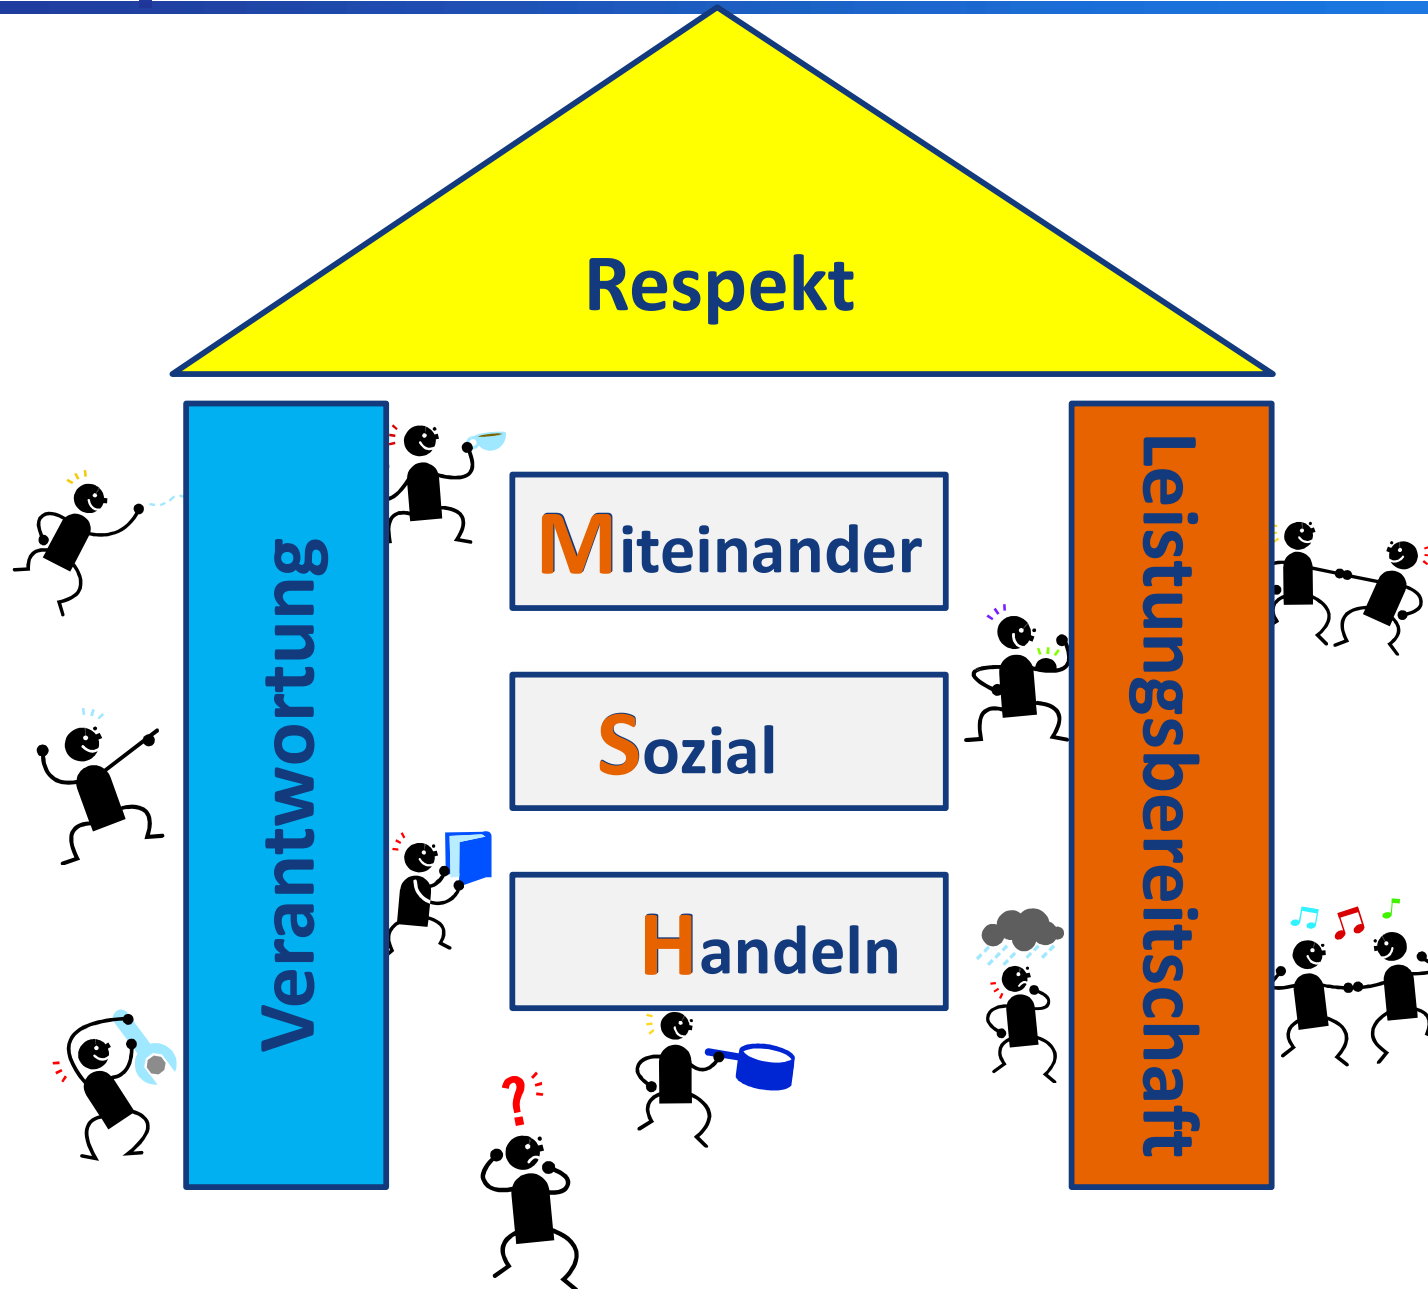 Respekt
Verantwortung
Miteinander
Sozial
Handeln
Leistungsbereitschaft
?